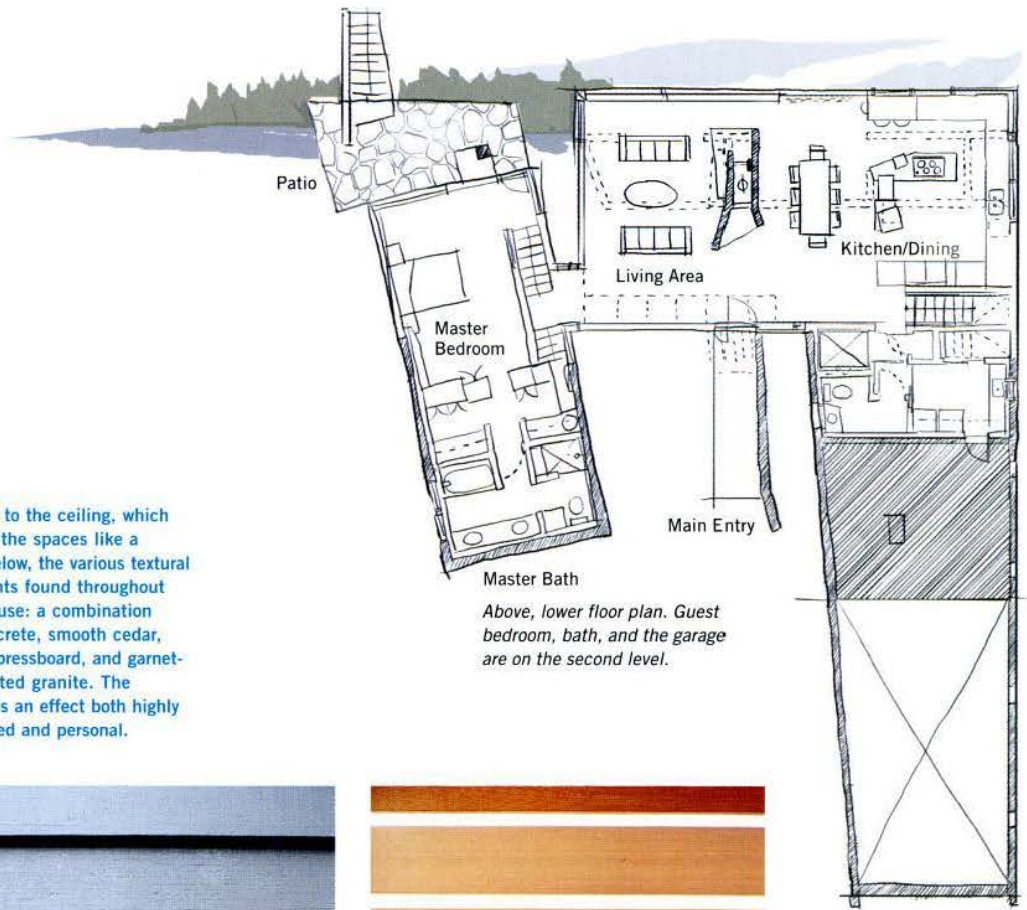 Patio
Living Area
Kitchen/Dining
Master
Bedroom
Main Entry
Master Bath
Above, lower floor plan. Guest
bedroom, bath, and the garage
are on the second level.
to the ceiling, which
the spaces like a
elow, the various textural
nts found throughout
use: a combination
crete, smooth cedar,
pressboard, and garnet-
ted granite. The
s an effect both highly
ed and personal.